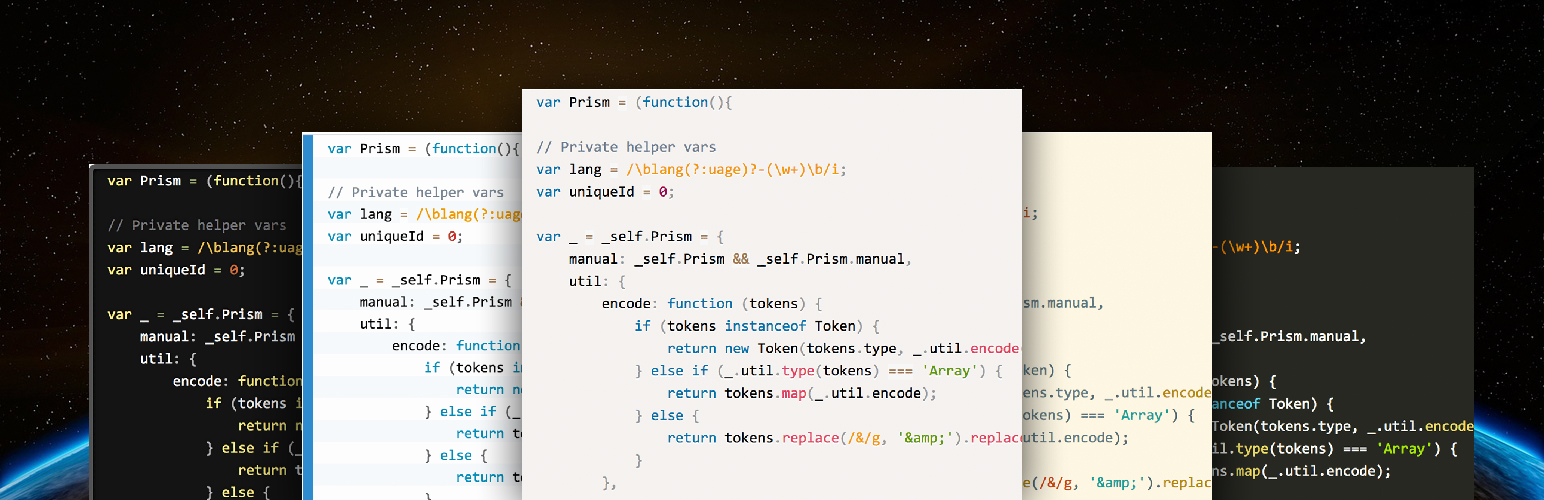 var Prism = (function(){
// Private helper vars
var lang = /\blang(?:uag
var uniqueId = 0;
var _ = _self.Prism = {
manual: _self.Prism
util: {
encode: function
if (tokens i
return n
} else if (_
return t
} else {
var Prism = (function(){
// Private helper vars
var lang = /\blang(?:uag
var uniqueId = 0;
var _ = _self.Prism = {
manual: _self.Prism &
util: {
encode: function
if (tokens in
return ne
} else if (_.
return to
} else {
return to
}
var Prism = (function(){
// Private helper vars
var lang = /\blang(?:uage)?-(\w+)\b/i;
var uniqueId = 0;
var _ = _self.Prism = {
manual: _self.Prism && _self.Prism.manual,
util: {
encode: function (tokens) {
if (tokens instanceof Token) {
return new Token(tokens.type, _.util.encode
} else if (_.util.type(tokens) === 'Array') {
return tokens.map(_.util.encode);
} else {
return tokens.replace(/&/g, '&amp;').replac
}
},
i;
sm.manual,
ken) {
ns.type, _.util.encode
okens) === 'Array') {
util.encode);
e(/&/g, '&amp;').replac
-(\w+)\b/i;
_self.Prism.manual,
okens) {
anceof Token) {
Token(tokens.type, _.util.encode
il.type(tokens) === 'Array') {
ns.map(_.util.encode);